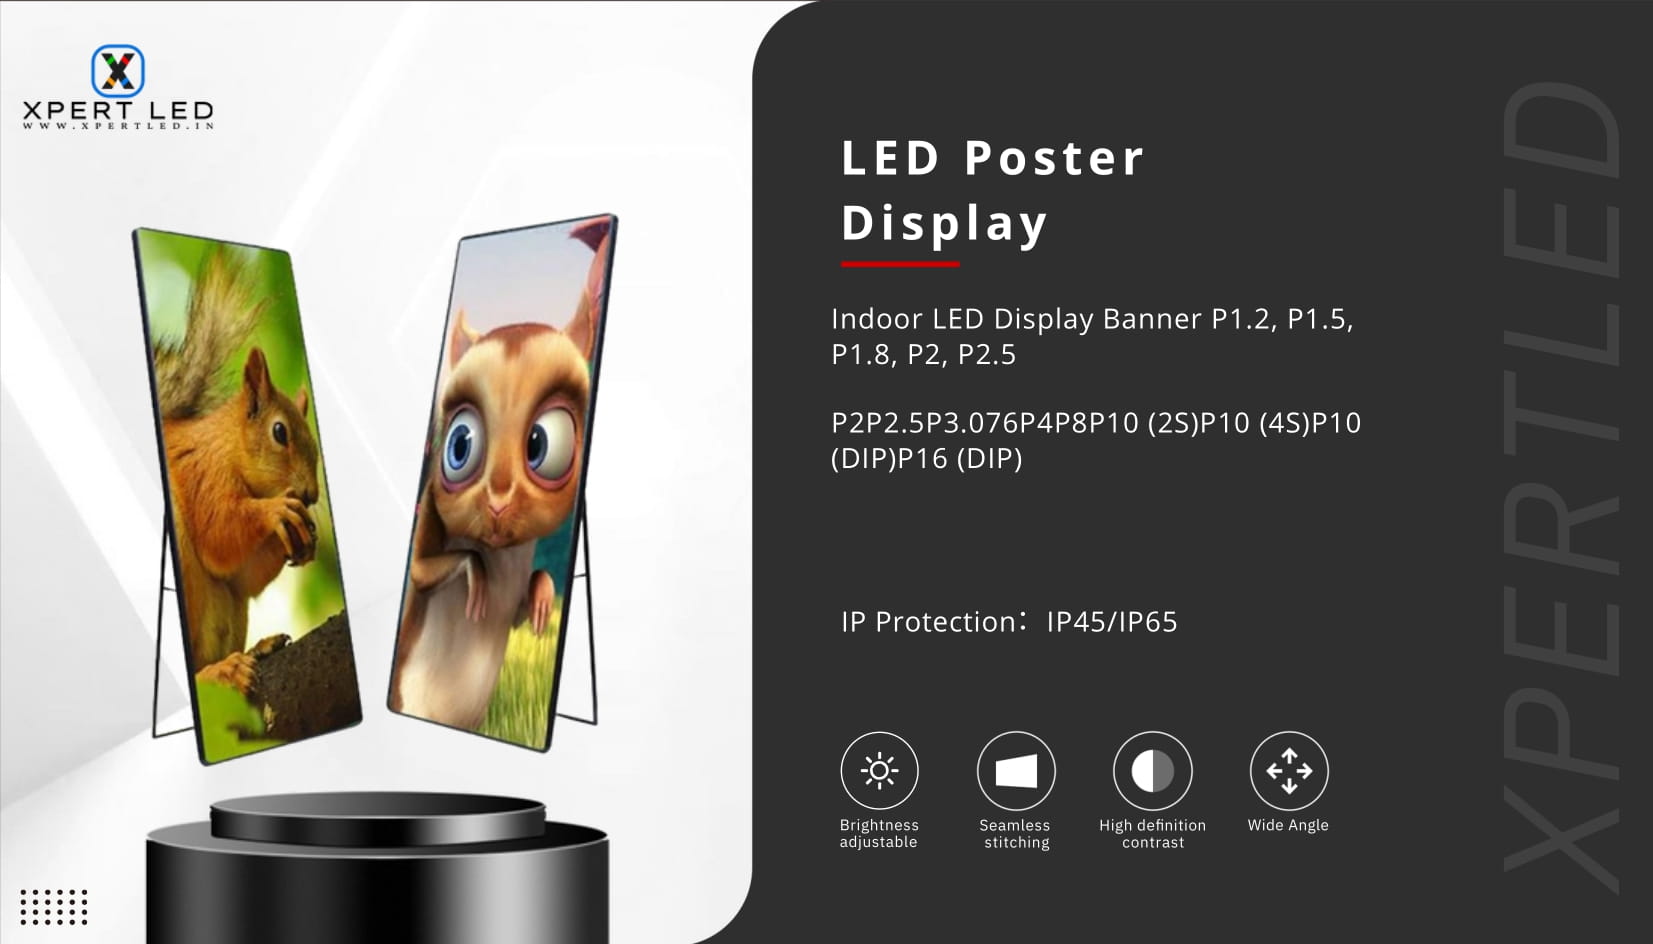 XPERT LED
WWW.XPERTLED.IN
LED Poster
Display
Indoor LED Display Banner P1.2, P1.5,
P1.8, P2, P2.5
P2P2.5P3.076P4P8P10 (2S)P10 (4S)P10
(DIP)P16 (DIP)
IP Protection： IP45/IP65
Brightness
adjustable
Seamless
stitching
High definition
contrast
Wide Angle
XPERTLED